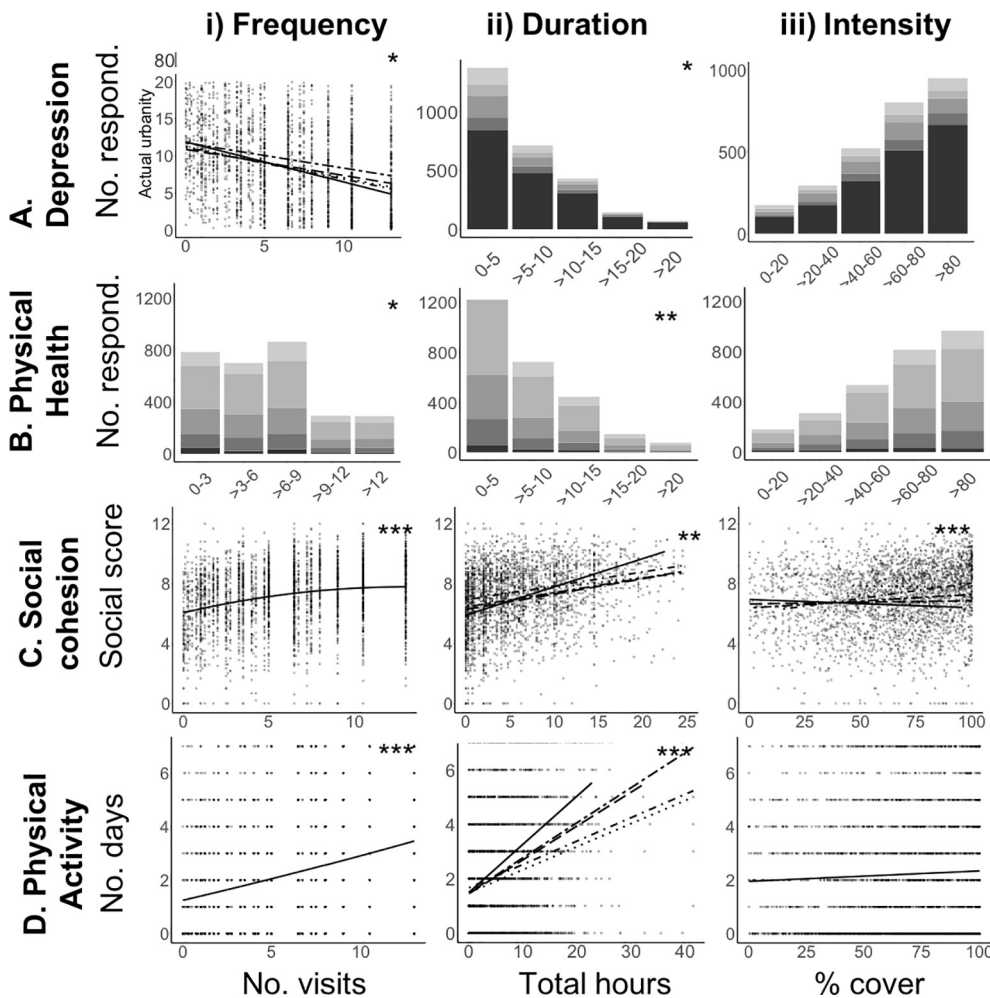 i) Frequency
ii) Duration
iii) Intensity
A. Depression
No. respond.
Actual urbanity
80
20
15
10
5
0
*
0 5 10
1000
500
0
*
0-5 >5-10 >10-15 >15-20 >20
1000
500
0
0-20 >20-40 >40-60 >60-80 >80
B. Physical Health
No. respond.
1200
800
400
0
*
0-3 >3-6 >6-9 >9-12 >12
1200
800
400
0
**
0-5 >5-10 >10-15 >15-20 >20
1200
800
400
0
0-20 >20-40 >40-60 >60-80 >80
C. Social cohesion
Social score
12
8
4
0
***
0 5 10
12
8
4
0
**
0 5 10 15 20 25
12
8
4
0
***
0 25 50 75 100
D. Physical Activity
No. days
6
4
2
0
***
0 5 10
No. visits
6
4
2
0
***
0 10 20 30 40
Total hours
6
4
2
0
0 25 50 75 100
% cover